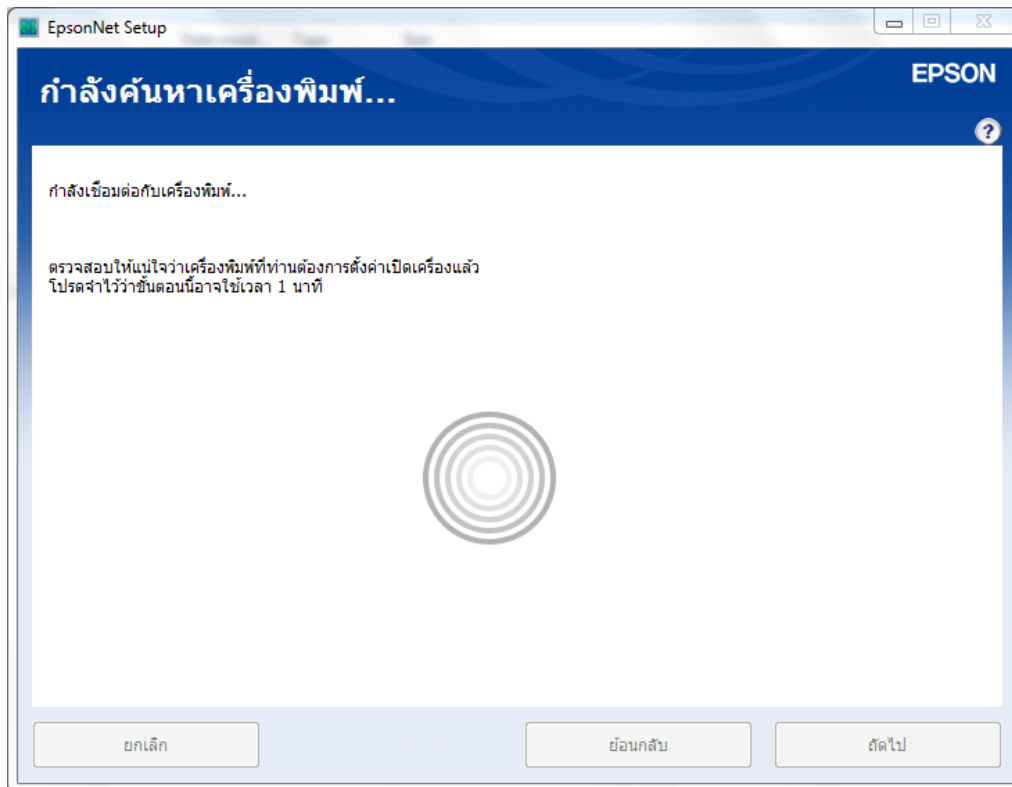 EpsonNet Setup
EPSON
กำลังค้นหาเครื่องพิมพ์...
?
กำลังเชื่อมต่อกับเครื่องพิมพ์...
ตรวจสอบให้แน่ใจว่าเครื่องพิมพ์ที่ท่านต้องการตั้งค่าเปิดเครื่องแล้ว
โปรดจำไว้ว่าขั้นตอนนี้อาจใช้เวลา 1 นาที
ยกเลิก
ย้อนกลับ
ถัดไป